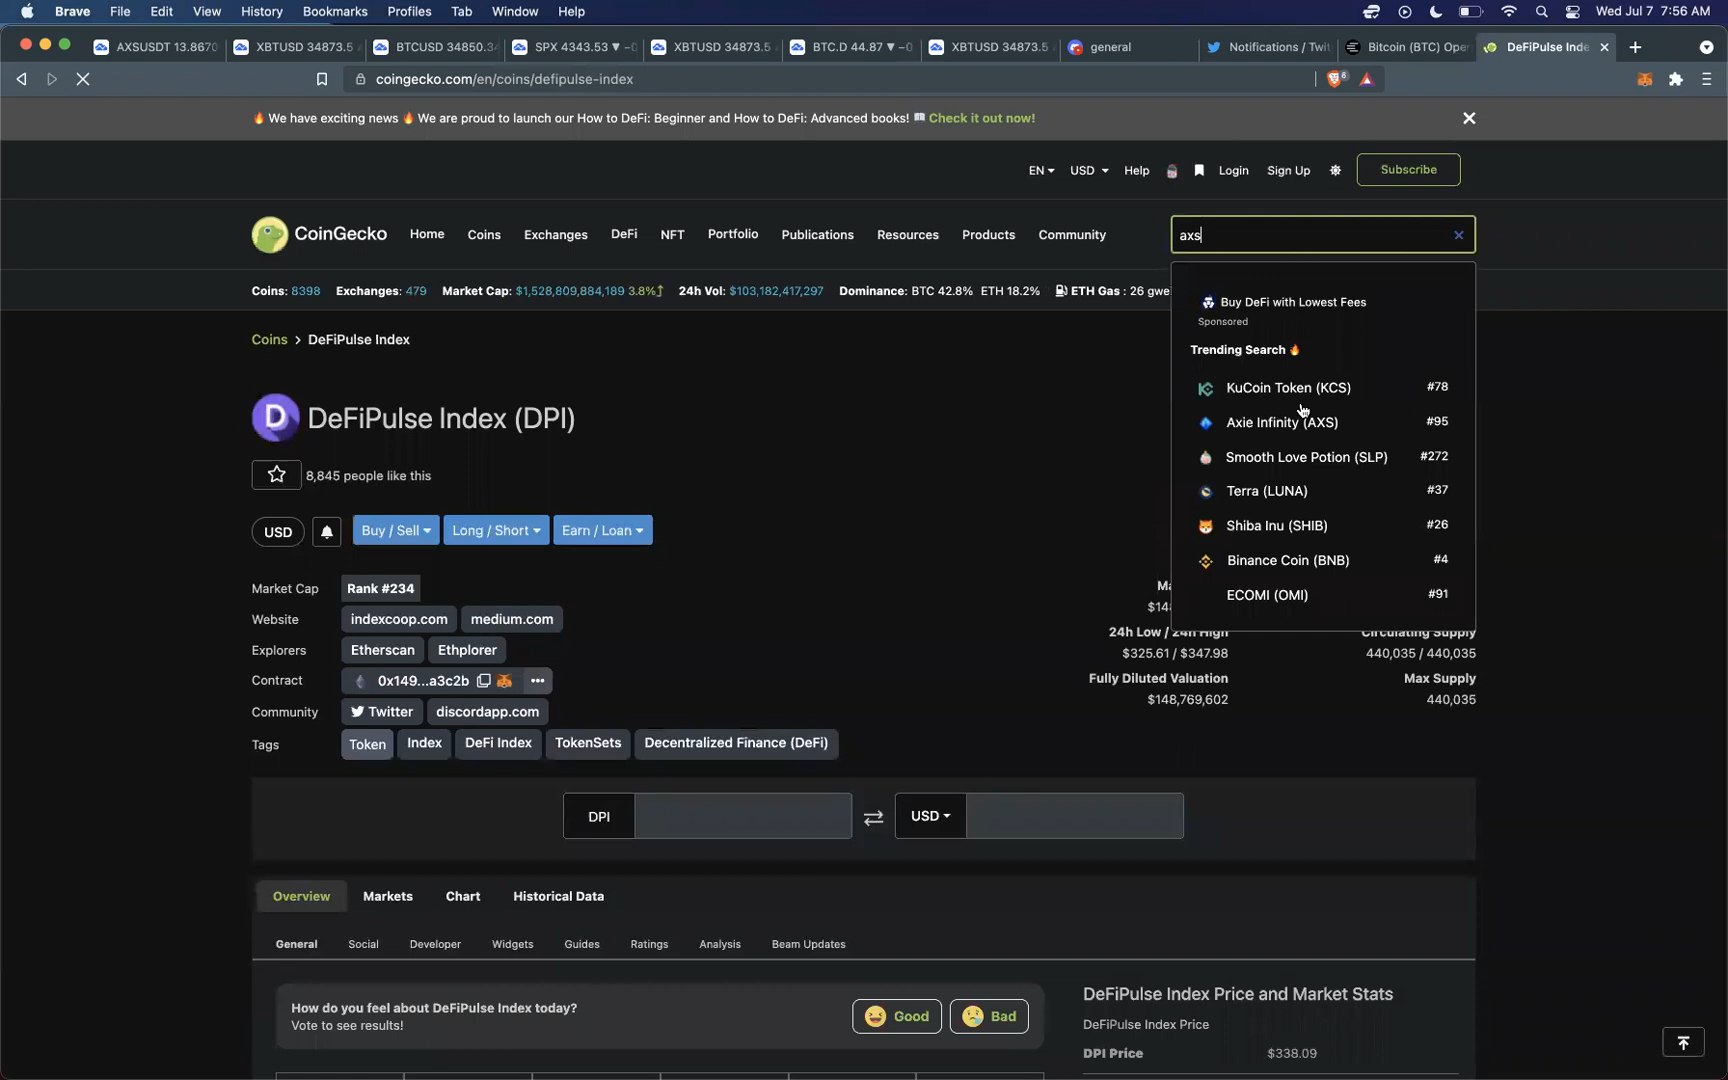 Brave File Edit View History Bookmarks Profiles Tab Window Help Wed Jul 7 7:56 AM
AXSUSDT 13.8670 XBTUSD 34873.5 BTCUSD 34850.34 SPX 4343.53 ▼ −0 XBTUSD 34873.5 BTC.D 44.87 ▼ −0 XBTUSD 34873.5 general Notifications / Twit Bitcoin (BTC) Ope DeFiPulse Inde
coingecko.com/en/coins/defipulse-index 6
🔥 We have exciting news 🔥 We are proud to launch our How to DeFi: Beginner and How to DeFi: Advanced books! 📖 Check it out now!
EN USD Help Login Sign Up Subscribe
CoinGecko Home Coins Exchanges DeFi NFT Portfolio Publications Resources Products Community axs
Coins: 8398 Exchanges: 479 Market Cap: $1,528,809,884,189 3.8% 24h Vol: $103,182,417,297 Dominance: BTC 42.8% ETH 18.2% ETH Gas: 26 gwe
Buy DeFi with Lowest Fees
Sponsored
Trending Search 🔥
KuCoin Token (KCS) #78
Axie Infinity (AXS) #95
Smooth Love Potion (SLP) #272
Terra (LUNA) #37
Shiba Inu (SHIB) #26
Binance Coin (BNB) #4
ECOMI (OMI) #91
Coins > DeFiPulse Index
DeFiPulse Index (DPI)
8,845 people like this
USD Buy / Sell Long / Short Earn / Loan
Market Cap Rank #234
Website indexcoop.com medium.com
Explorers Etherscan Ethplorer
Contract 0x149...a3c2b •••
Community Twitter discordapp.com
Tags Token Index DeFi Index TokenSets Decentralized Finance (DeFi)
Ma
$148
24h Low / 24h High Circulating Supply
$325.61 / $347.98 440,035 / 440,035
Fully Diluted Valuation Max Supply
$148,769,602 440,035
DPI USD
Overview Markets Chart Historical Data
General Social Developer Widgets Guides Ratings Analysis Beam Updates
How do you feel about DeFiPulse Index today?
Vote to see results!
Good Bad
DeFiPulse Index Price and Market Stats
DeFiPulse Index Price
DPI Price $338.09